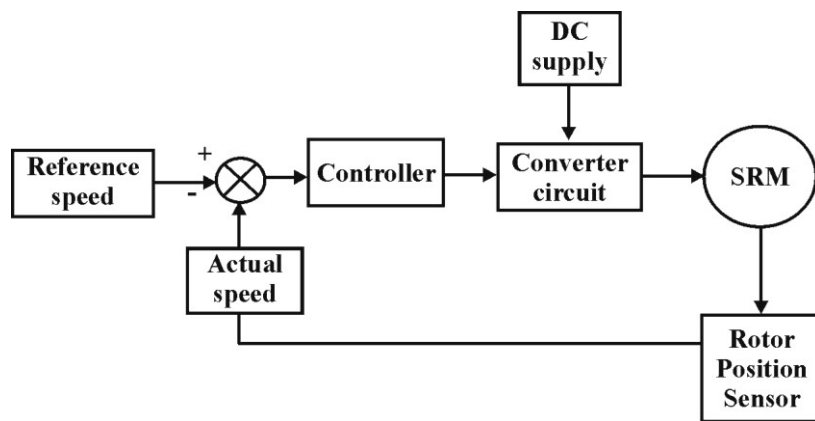 DC
supply
Reference
speed
+
-
Controller
Converter
circuit
SRM
Actual
speed
Rotor
Position
Sensor